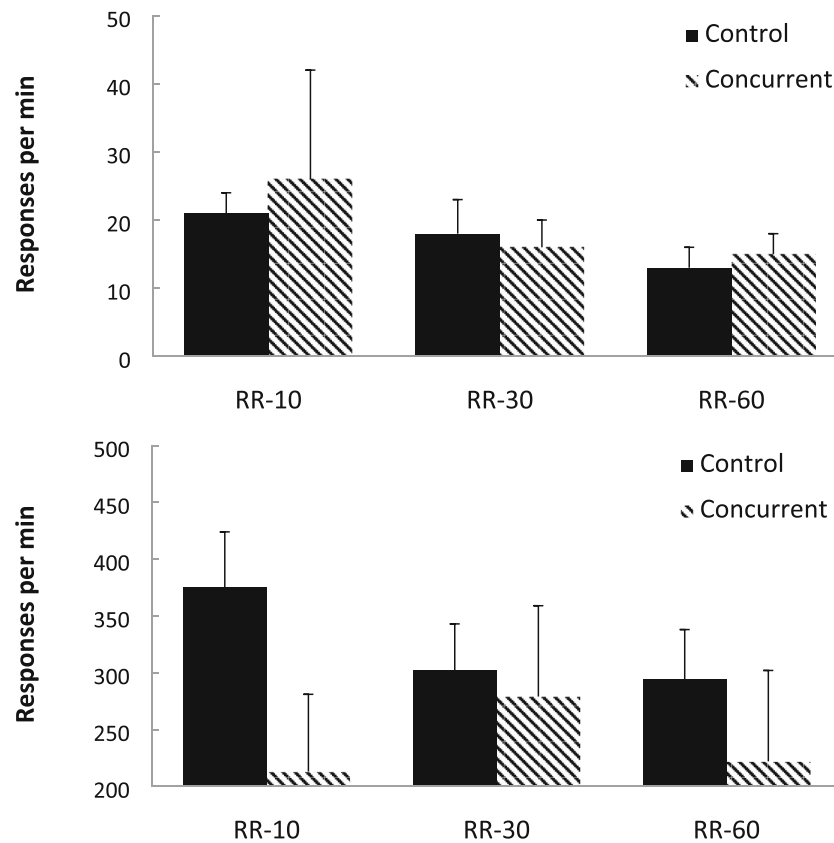 50
40
30
20
10
0
Responses per min
Control
Concurrent
RR-10 RR-30 RR-60
500
450
400
350
300
250
200
Responses per min
Control
Concurrent
RR-10 RR-30 RR-60